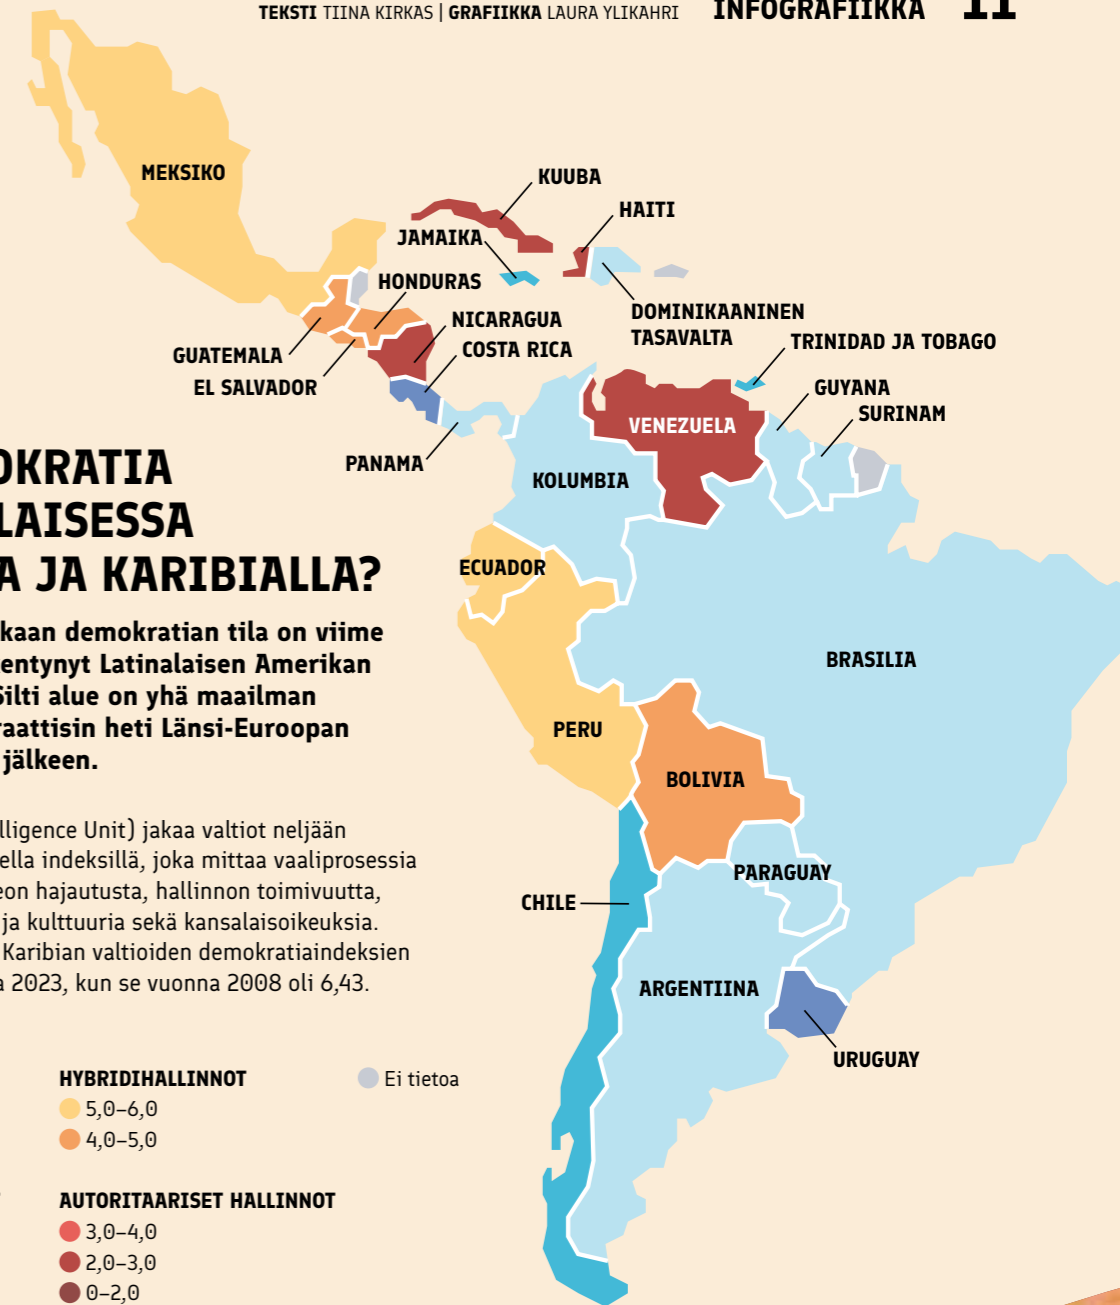 TEKSTI TIINA KIRKAS | GRAFIIKKA LAURA YLIKAHRI INFOGRAFIIKKA 11
MEKSIKO
KUUBA
HAITI
JAMAIKA
HONDURAS
DOMINIKAANINEN
TASAVALTA
NICARAGUA
COSTA RICA
TRINIDAD JA TOBAGO
GUATEMALA
EL SALVADOR
GUYANA
SURINAM
VENEZUELA
PANAMA
KOLUMBIA
ECUADOR
BRASILIA
PERU
BOLIVIA
PARAGUAY
CHILE
ARGENTIINA
URUGUAY
OKRATIA
LAISESSA
A JA KARIBIALLA?
kaan demokratian tila on viime
entynyt Latinalaisen Amerikan
Silti alue on yhä maailman
raattisin heti Länsi-Euroopan
jälkeen.
lligence Unit) jakaa valtiot neljään
ella indeksillä, joka mittaa vaaliprosessia
eon hajautusta, hallinnon toimivuutta,
ja kulttuuria sekä kansalaisoikeuksia.
Karibian valtioiden demokratiaindeksien
a 2023, kun se vuonna 2008 oli 6,43.
HYBRIDIHALLINNOT
5,0–6,0
4,0–5,0
Ei tietoa
AUTORITAARISET HALLINNOT
3,0–4,0
2,0–3,0
0–2,0